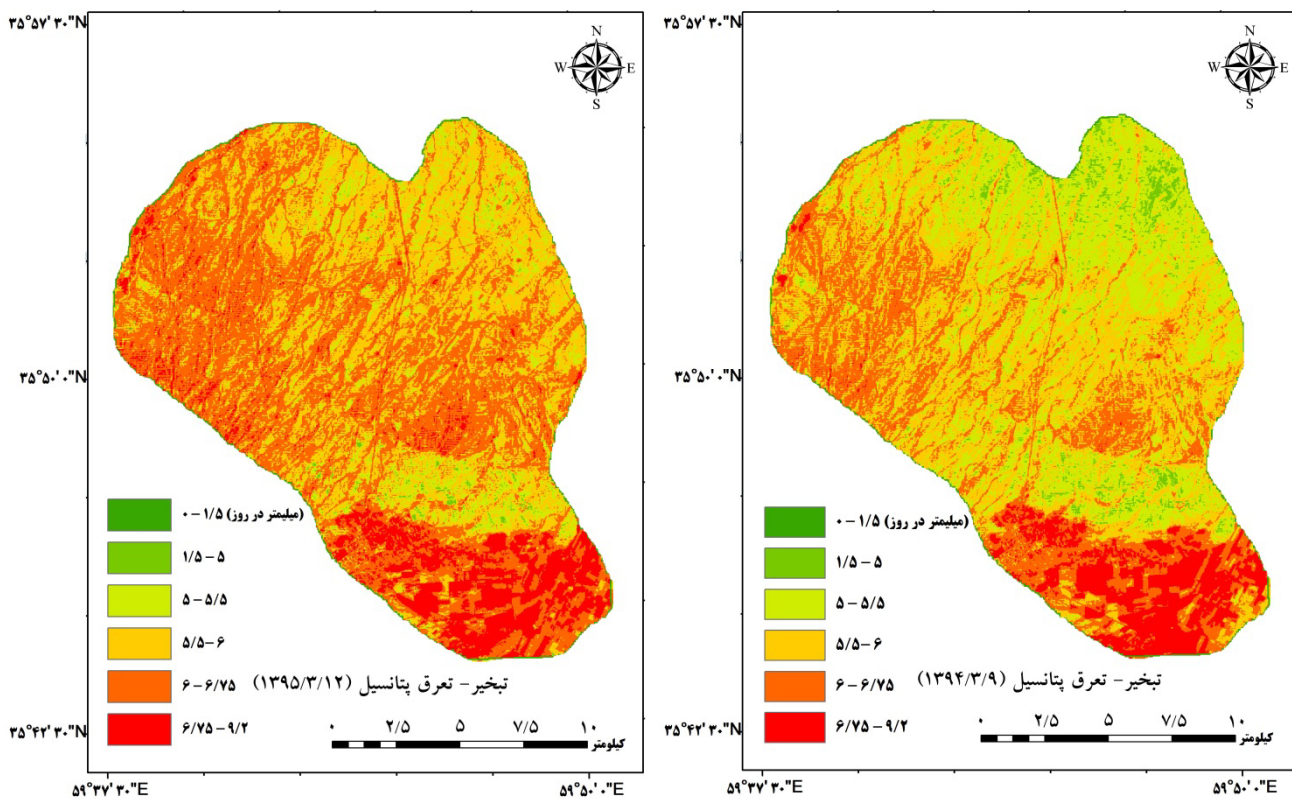 ۳۵°۵۷' ۳۰"N
N
W
E
S
۳۵°۵۰' ۰"N
۰-۱/۵ (میلیمتر در روز)
۱/۵-۵
۵-۵/۵
۵/۵-۶
۶-۶/۷۵
۶/۷۵-۹/۲
تبخیر- تعرق پتانسیل (۱۳۹۵/۳/۱۲)
۰ ۲/۵ ۵ ۷/۵ ۱۰
کیلومتر
۳۵°۴۲' ۳۰"N
۵۹°۳۷' ۳۰"E
۵۹°۵۰' ۰"E
۳۵°۵۷' ۳۰"N
N
W
E
S
۳۵°۵۰' ۰"N
۰-۱/۵ (میلیمتر در روز)
۱/۵-۵
۵-۵/۵
۵/۵-۶
۶-۶/۷۵
۶/۷۵-۹/۲
تبخیر- تعرق پتانسیل (۱۳۹۴/۳/۹)
۰ ۲/۵ ۵ ۷/۵ ۱۰
کیلومتر
۳۵°۴۲' ۳۰"N
۵۹°۳۷' ۳۰"E
۵۹°۵۰' ۰"E